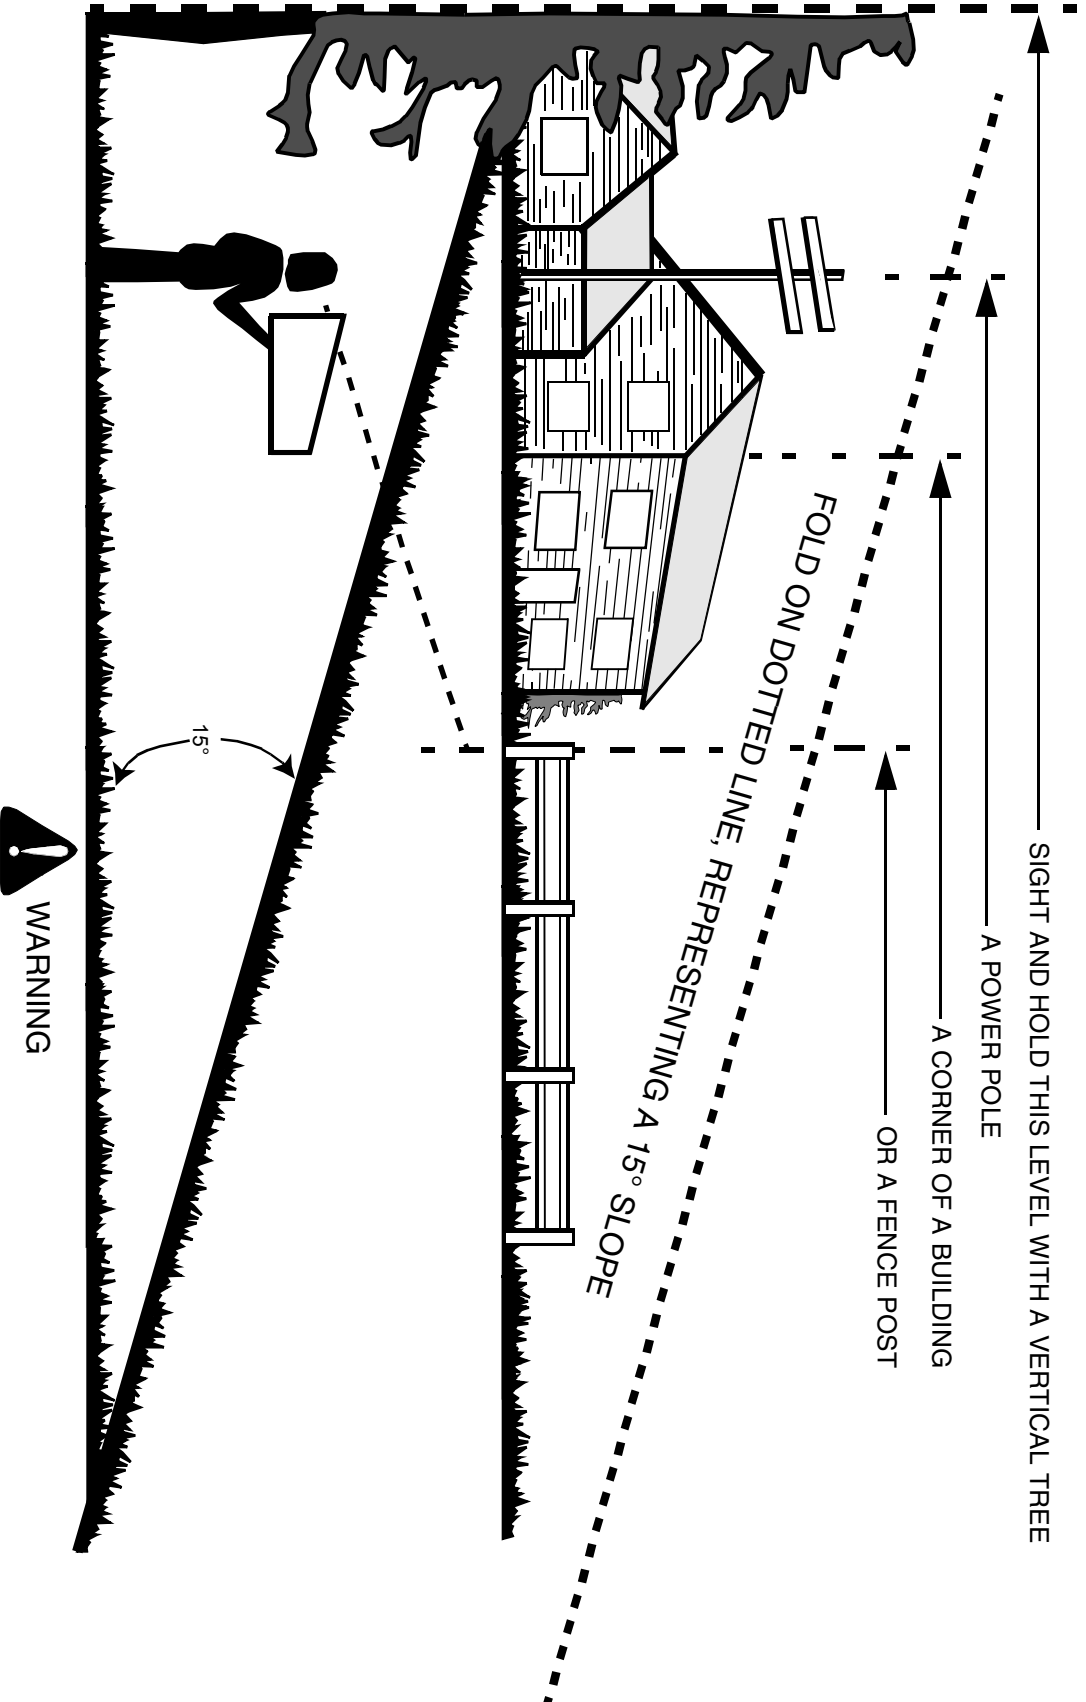 SIGHT AND HOLD THIS LEVEL WITH A VERTICAL TREE
A POWER POLE
A CORNER OF A BUILDING
OR A FENCE POST
FOLD ON DOTTED LINE, REPRESENTING A 15° SLOPE
15°
WARNING